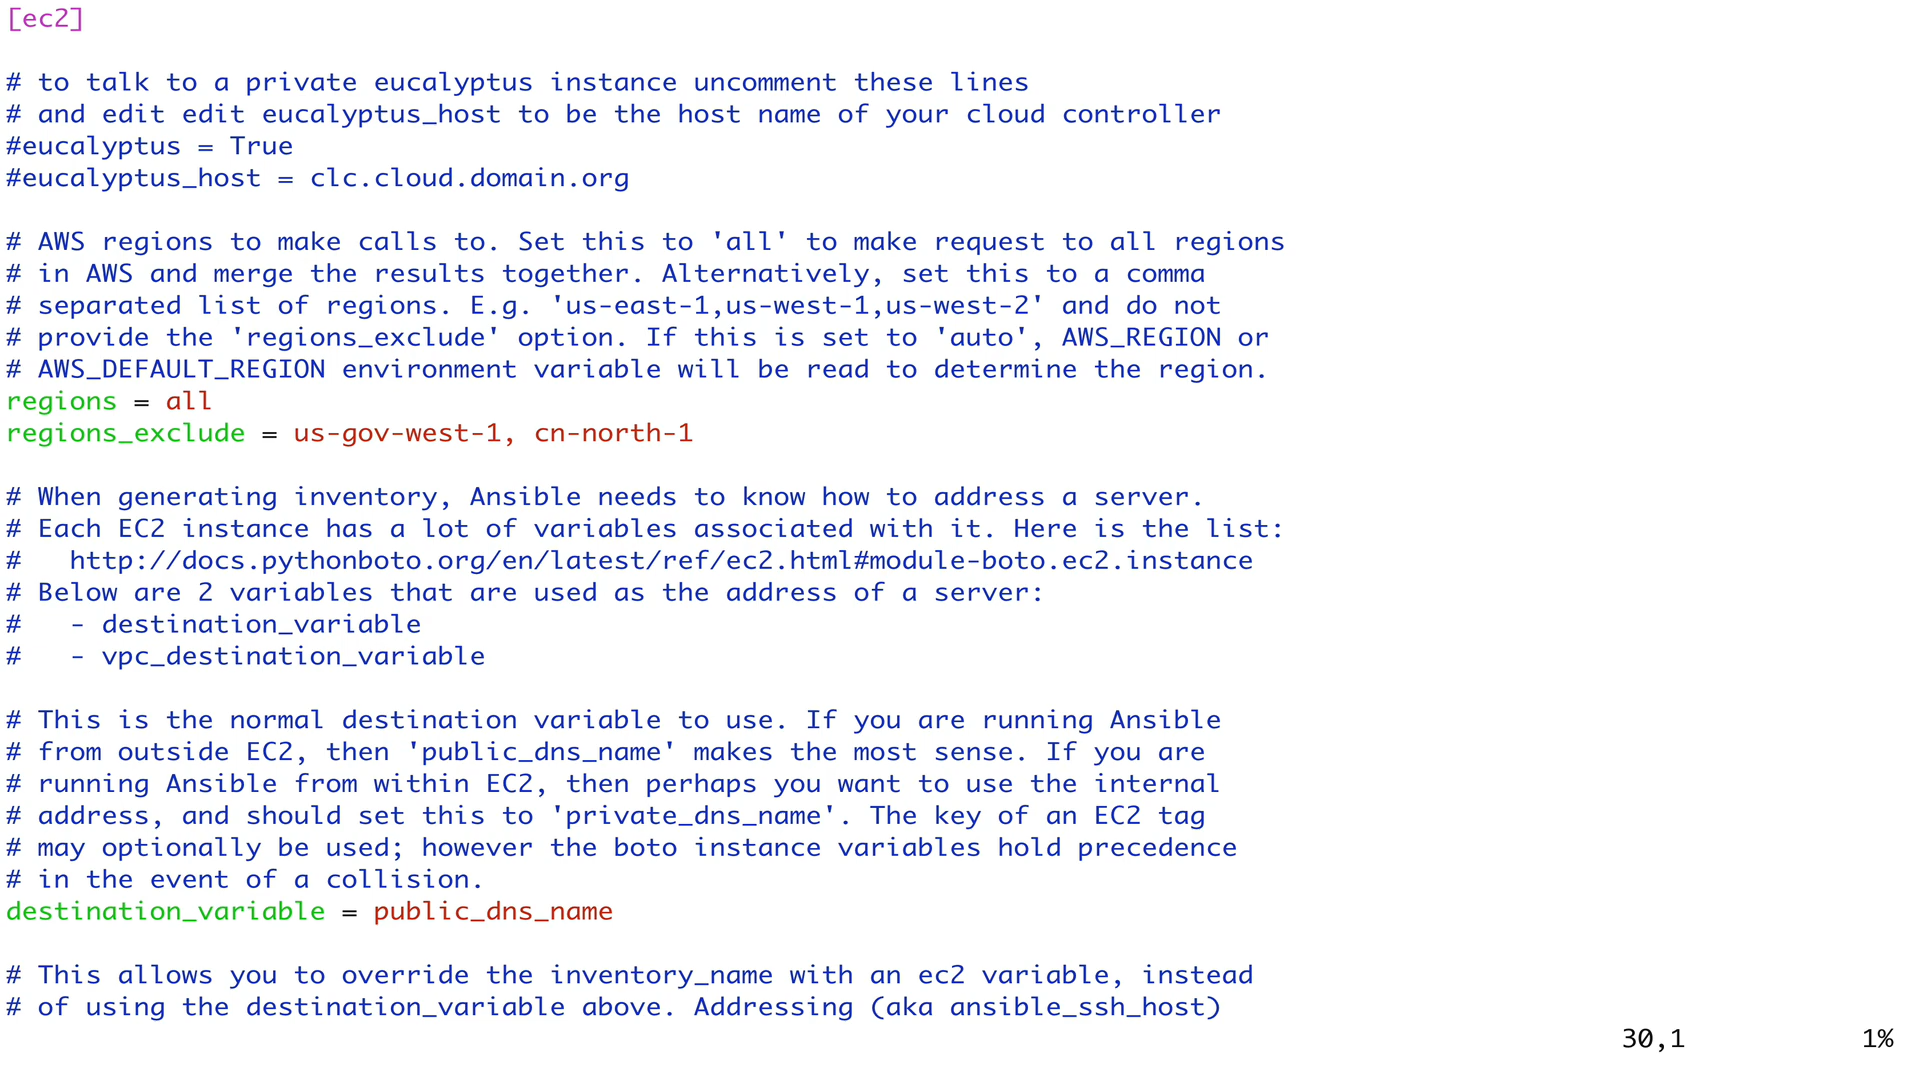 [ec2]
# to talk to a private eucalyptus instance uncomment these lines
# and edit edit eucalyptus_host to be the host name of your cloud controller
#eucalyptus = True
#eucalyptus_host = clc.cloud.domain.org
# AWS regions to make calls to. Set this to 'all' to make request to all regions
# in AWS and merge the results together. Alternatively, set this to a comma
# separated list of regions. E.g. 'us-east-1,us-west-1,us-west-2' and do not
# provide the 'regions_exclude' option. If this is set to 'auto', AWS_REGION or
# AWS_DEFAULT_REGION environment variable will be read to determine the region.
regions = all
regions_exclude = us-gov-west-1, cn-north-1
# When generating inventory, Ansible needs to know how to address a server.
# Each EC2 instance has a lot of variables associated with it. Here is the list:
#   http://docs.pythonboto.org/en/latest/ref/ec2.html#module-boto.ec2.instance
# Below are 2 variables that are used as the address of a server:
#   - destination_variable
#   - vpc_destination_variable
# This is the normal destination variable to use. If you are running Ansible
# from outside EC2, then 'public_dns_name' makes the most sense. If you are
# running Ansible from within EC2, then perhaps you want to use the internal
# address, and should set this to 'private_dns_name'. The key of an EC2 tag
# may optionally be used; however the boto instance variables hold precedence
# in the event of a collision.
destination_variable = public_dns_name
# This allows you to override the inventory_name with an ec2 variable, instead
# of using the destination_variable above. Addressing (aka ansible_ssh_host)
30,1 1%